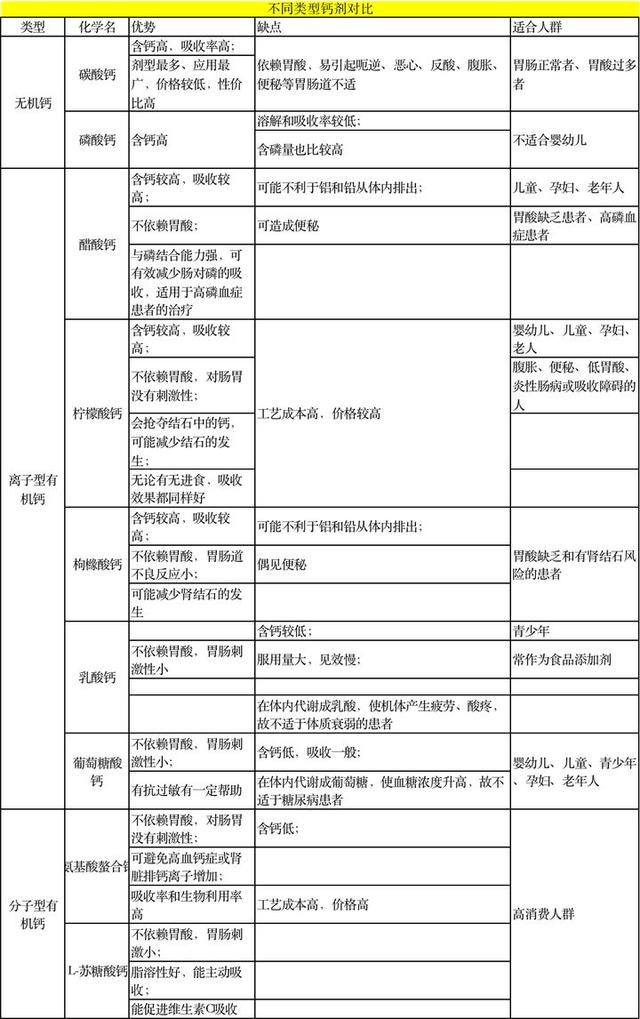 不同类型钙剂对比
类型 化学名 优势 缺点 适合人群
无机钙
碳酸钙
含钙高，吸收率高；
剂型最多、应用最
广，价格较低，性价
比高
依赖胃酸，易引起呃逆、恶心、反酸、腹胀、
便秘等胃肠道不适
胃肠正常者、胃酸过多
者
磷酸钙
含钙高
溶解和吸收率较低；
含磷量也比较高
不适合婴幼儿
离子型有
机钙
醋酸钙
含钙较高，吸收较
高；
可能不利于铝和铅从体内排出；
儿童、孕妇、老年人
不依赖胃酸；
可造成便秘
胃酸缺乏患者、高磷血
症患者
与磷结合能力强，可
有效减少肠对磷的吸
收，适用于高磷血症
患者的治疗
柠檬酸钙
含钙较高，吸收较
高；
不依赖胃酸，对肠胃
没有刺激性；
会抢夺结石中的钙，
可能减少结石的发
生；
无论有无进食，吸收
效果都同样好
工艺成本高，价格较高
婴幼儿、儿童、孕妇、
老人
腹胀、便秘、低胃酸、
炎性肠病或吸收障碍的
人
枸橼酸钙
含钙较高，吸收较
高；
可能不利于铝和铅从体内排出；
不依赖胃酸，胃肠道
不良反应小；
偶见便秘
可能减少肾结石的发
生
胃酸缺乏和有肾结石风
险的患者
乳酸钙
含钙较低；
青少年
不依赖胃酸，胃肠刺
激性小
服用量大，见效慢；
常作为食品添加剂
在体内代谢成乳酸，使机体产生疲劳、酸疼，
故不适于体质衰弱的患者
葡萄糖酸
钙
不依赖胃酸，胃肠刺
激性小；
含钙低，吸收一般；
有抗过敏有一定帮助
在体内代谢成葡萄糖，使血糖浓度升高，故不
适于糖尿病患者
婴幼儿、儿童、青少年
、孕妇、老年人
分子型有
机钙
氨基酸螯合钙
不依赖胃酸，对肠胃
没有刺激性；
含钙低；
可避免高血钙症或肾
脏排钙离子增加；
吸收率和生物利用率
高
工艺成本高，价格高
高消费人群
L-苏糖酸钙
不依赖胃酸，胃肠刺
激小；
脂溶性好，能主动吸
收；
能促进维生素C吸收